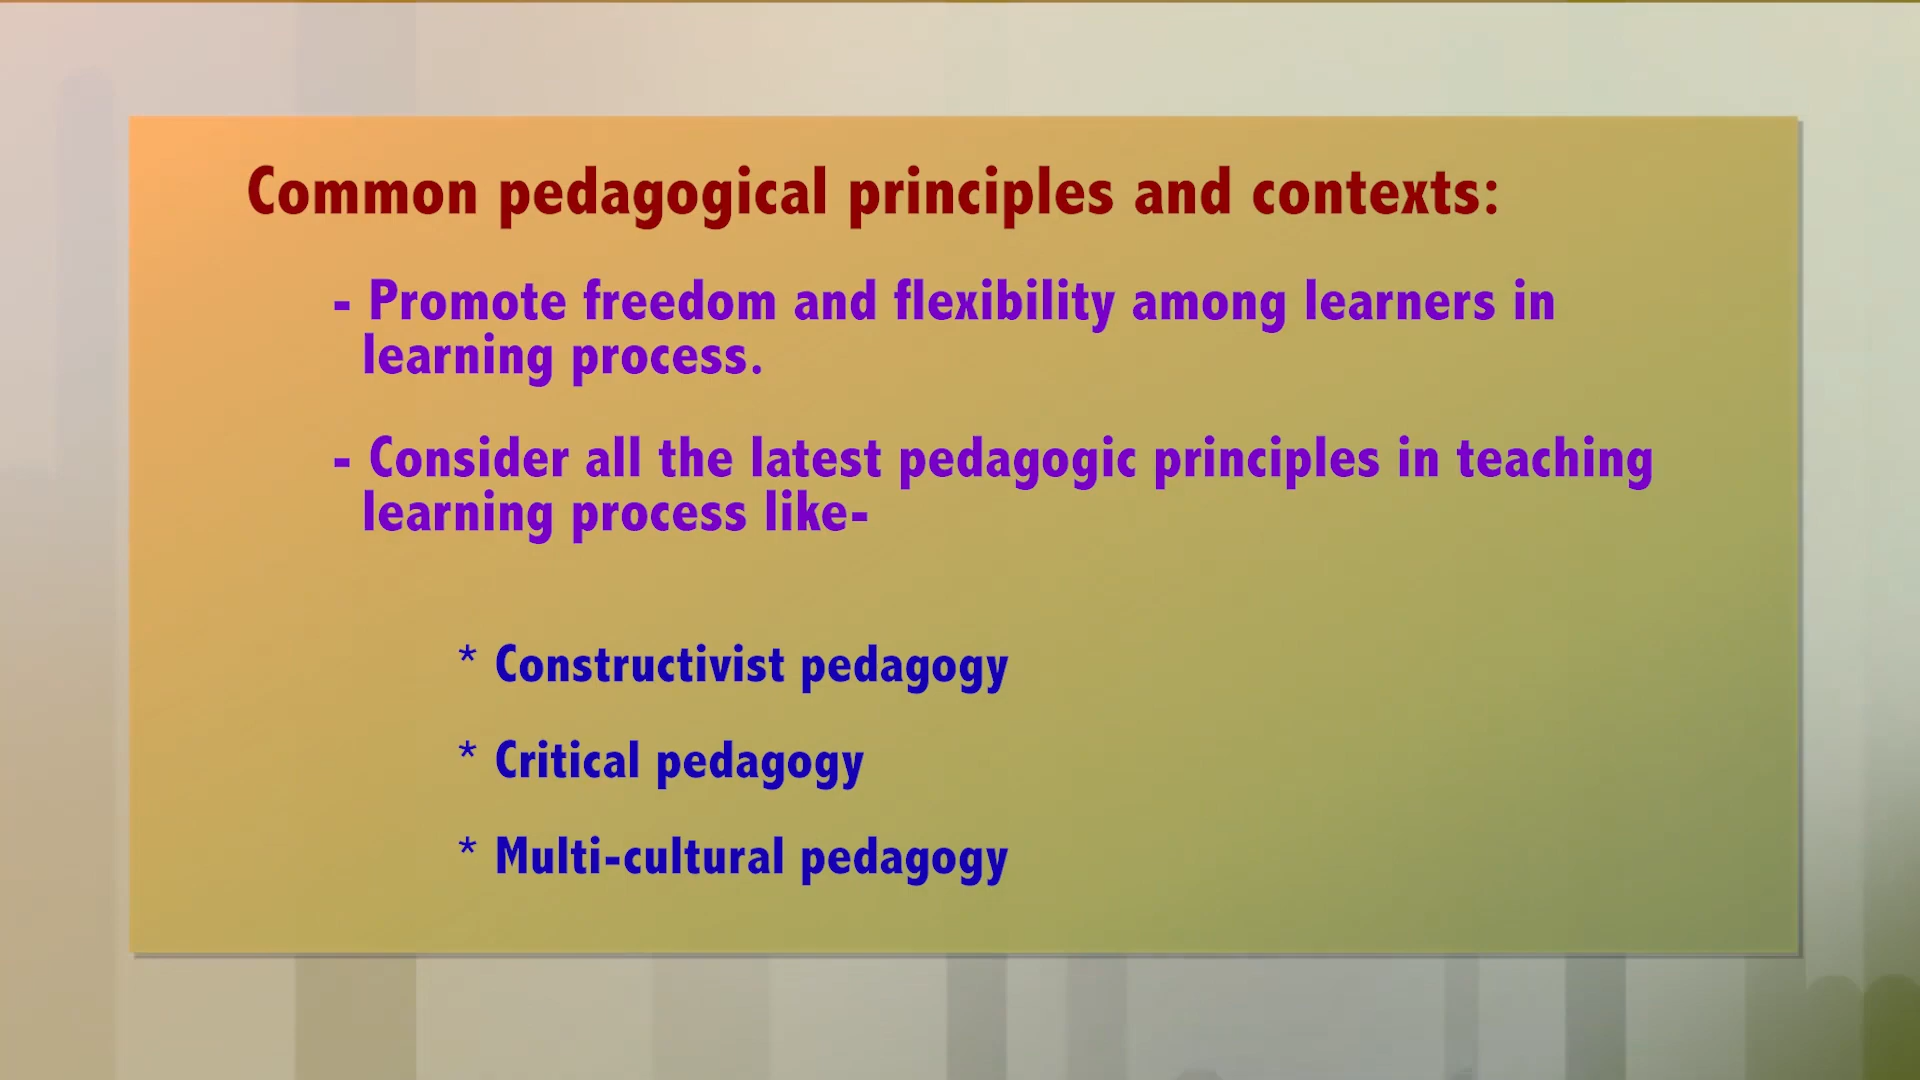 Common pedagogical principles and contexts:
- Promote freedom and flexibility among learners in
learning process.
- Consider all the latest pedagogic principles in teaching
learning process like-
* Constructivist pedagogy
* Critical pedagogy
* Multi-cultural pedagogy